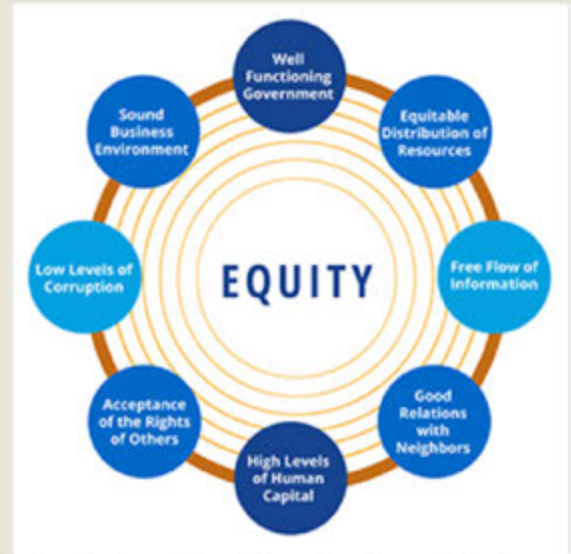 Well
Functioning
Government
Equitable
Distribution of
Resources
Free Flow of
Information
Good
Relations
with
Neighbors
High Levels
of Human
Capital
Acceptance
of the Rights
of Others
Low Levels of
Corruption
Sound
Business
Environment
EQUITY